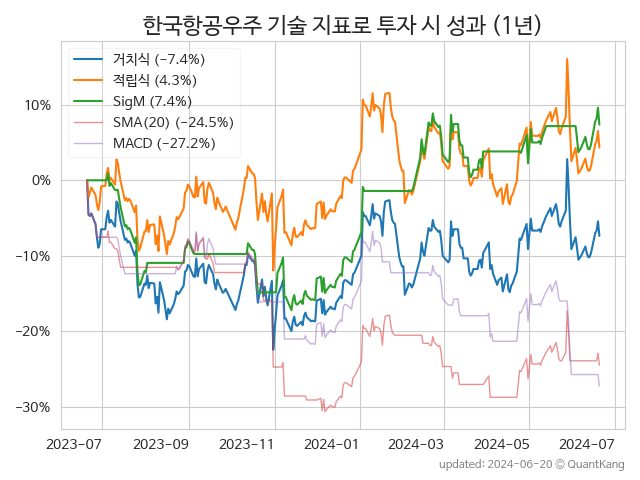 한국항공우주 기술 지표로 투자 시 성과 (1년)
거치식 (−7.4%)
적립식 (4.3%)
SigM (7.4%)
SMA(20) (−24.5%)
MACD (−27.2%)
10%
0%
−10%
−20%
−30%
2023-07 2023-09 2023-11 2024-01 2024-03 2024-05 2024-07
updated: 2024-06-20 © QuantKang